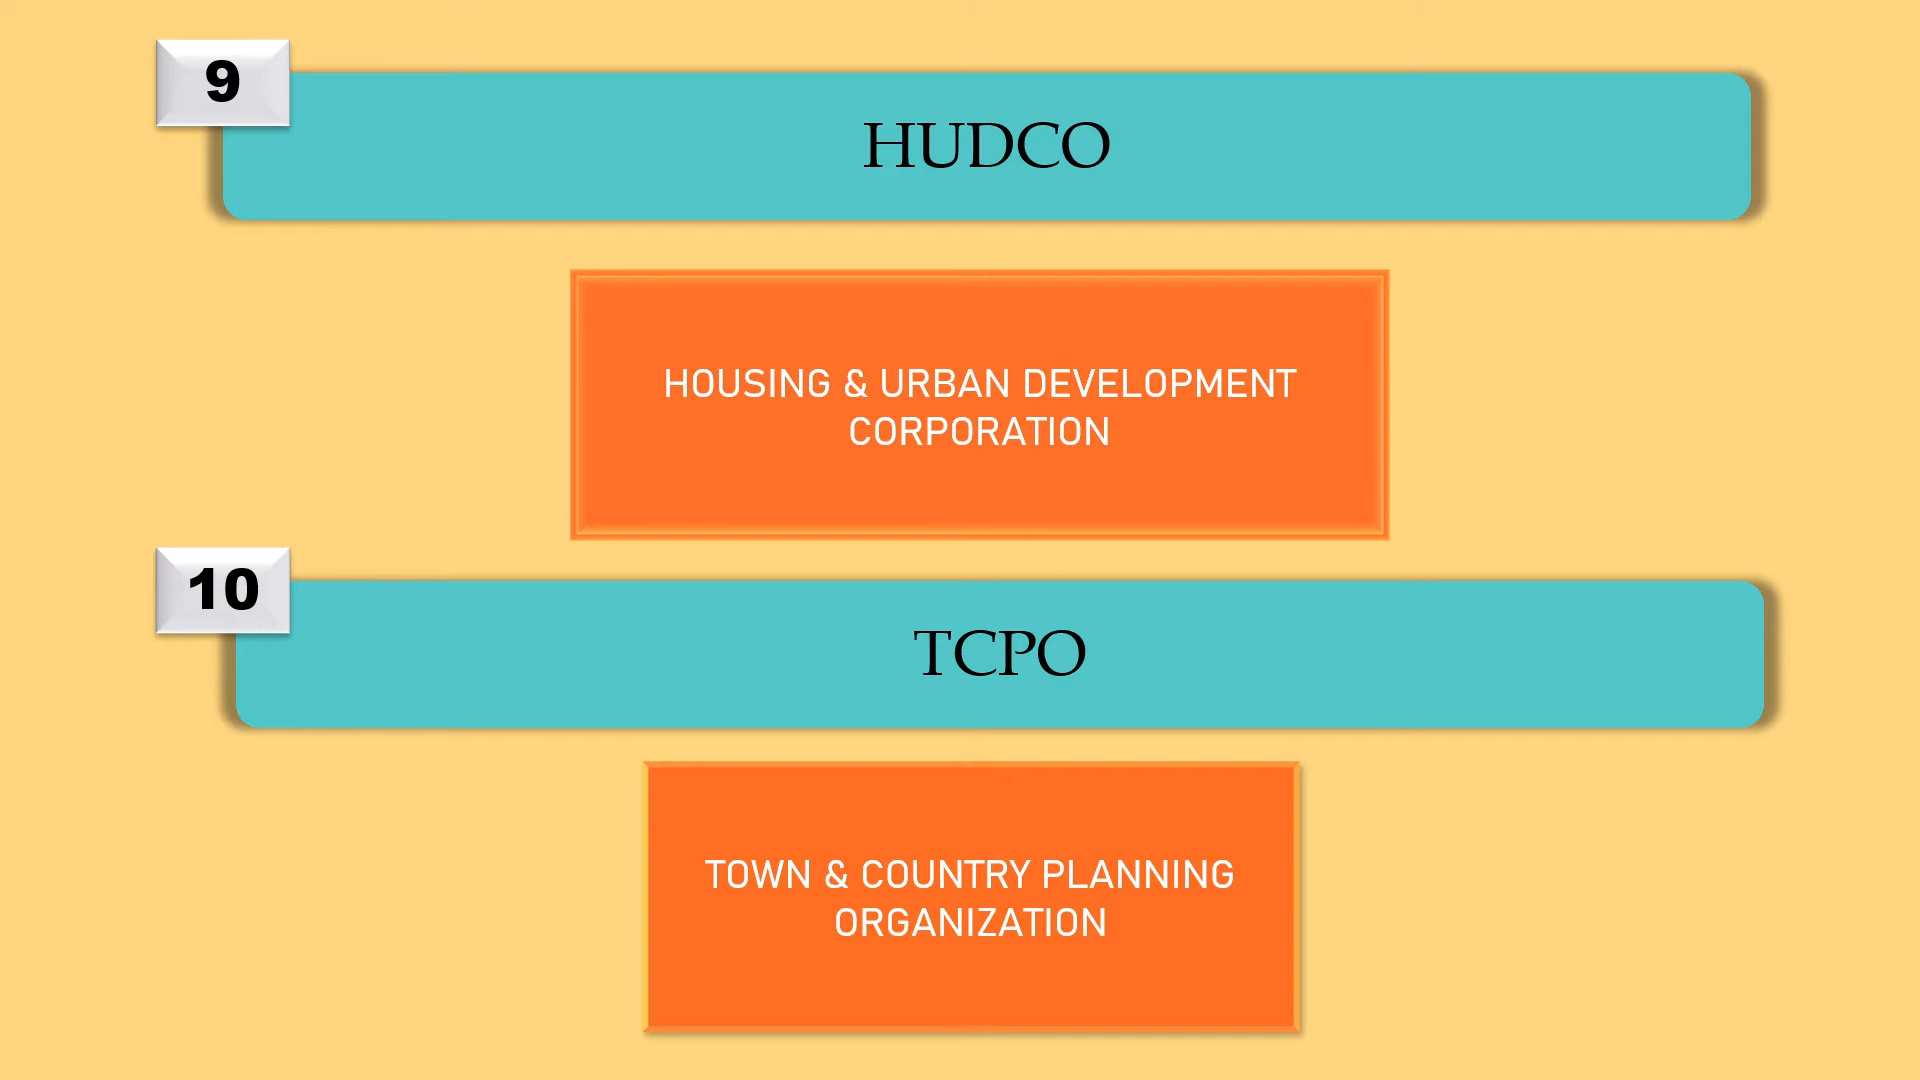 9
HUDCO
HOUSING & URBAN DEVELOPMENT
CORPORATION
10
TCPO
TOWN & COUNTRY PLANNING
ORGANIZATION